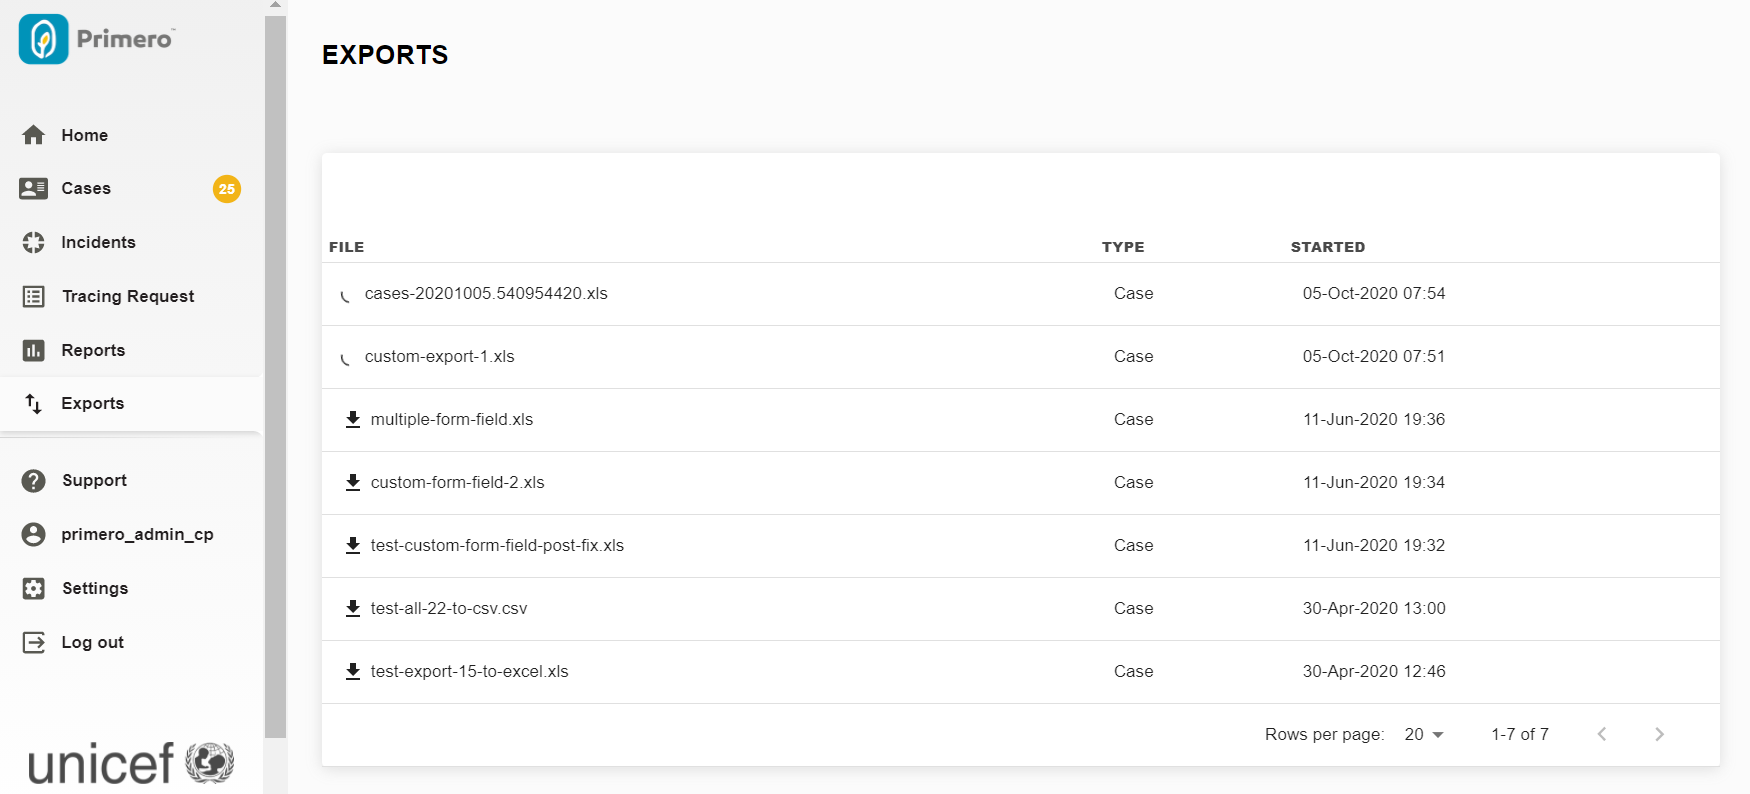 Primero™
Home
Cases 25
Incidents
Tracing Request
Reports
Exports
Support
primero_admin_cp
Settings
Log out
unicef
EXPORTS
FILE TYPE STARTED
cases-20201005.540954420.xls Case 05-Oct-2020 07:54
custom-export-1.xls Case 05-Oct-2020 07:51
multiple-form-field.xls Case 11-Jun-2020 19:36
custom-form-field-2.xls Case 11-Jun-2020 19:34
test-custom-form-field-post-fix.xls Case 11-Jun-2020 19:32
test-all-22-to-csv.csv Case 30-Apr-2020 13:00
test-export-15-to-excel.xls Case 30-Apr-2020 12:46
Rows per page: 20 1-7 of 7